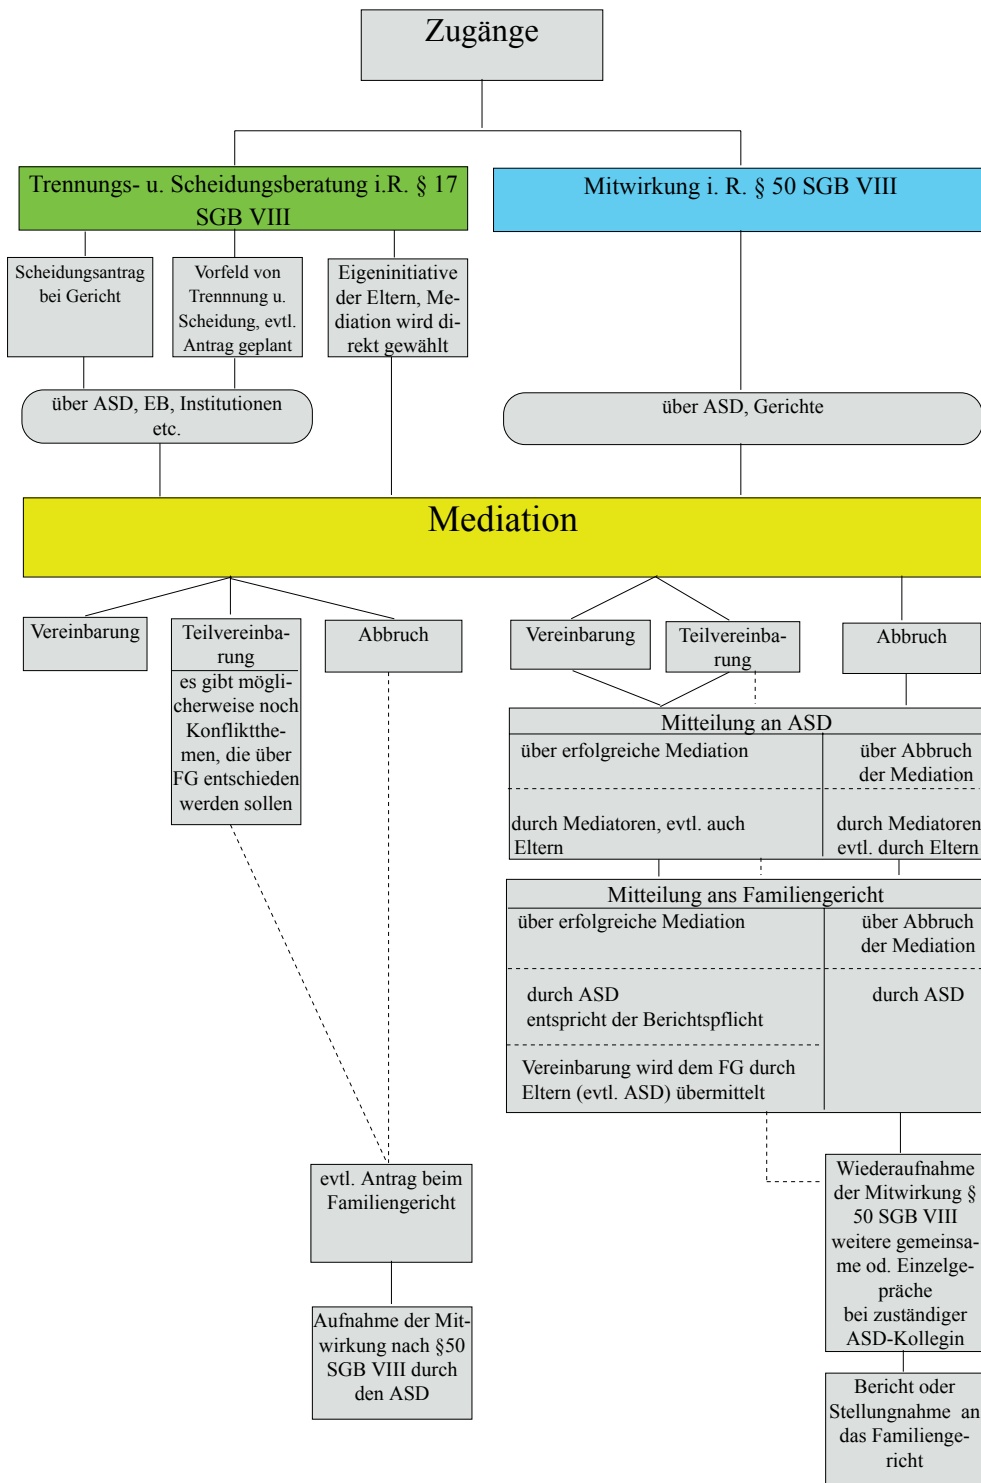 Zugänge
Trennungs- u. Scheidungsberatung i.R. § 17
SGB VIII
Mitwirkung i. R. § 50 SGB VIII
Scheidungsantrag
bei Gericht
Vorfeld von
Trennnung u.
Scheidung, evtl.
Antrag geplant
Eigeninitiative
der Eltern, Me-
diation wird di-
rekt gewählt
über ASD, EB, Institutionen
etc.
über ASD, Gerichte
Mediation
Vereinbarung
Teilvereinba-
rung
es gibt mögli-
cherweise noch
Konfliktthe-
men, die über
FG entschieden
werden sollen
Abbruch
Vereinbarung
Teilvereinba-
rung
Abbruch
Mitteilung an ASD
über erfolgreiche Mediation
über Abbruch
der Mediation
durch Mediatoren, evtl. auch
Eltern
durch Mediatoren
evtl. durch Eltern
Mitteilung ans Familiengericht
über erfolgreiche Mediation
über Abbruch
der Mediation
durch ASD
entspricht der Berichtspflicht
durch ASD
Vereinbarung wird dem FG durch
Eltern (evtl. ASD) übermittelt
evtl. Antrag beim
Familiengericht
Aufnahme der Mit-
wirkung nach §50
SGB VIII durch
den ASD
Wiederaufnahme
der Mitwirkung §
50 SGB VIII
weitere gemeinsa-
me od. Einzelge-
präche
bei zuständiger
ASD-Kollegin
Bericht oder
Stellungnahme an
das Familienge-
richt